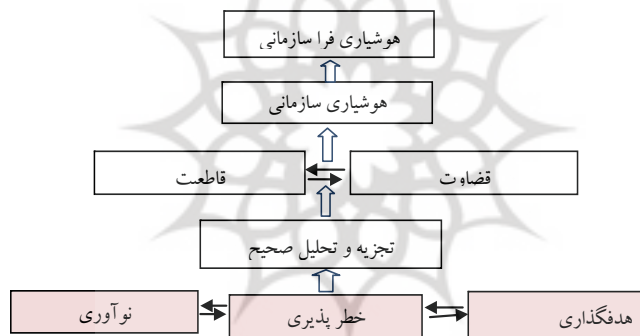 هوشیاری فرا سازمانی
هوشیاری سازمانی
قضاوت
قاطعیت
تجزیه و تحلیل صحیح
هدفگذاری
خطر پذیری
نوآوری